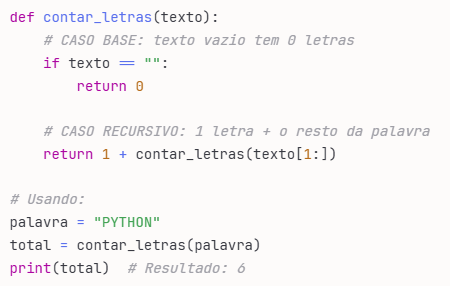 def contar_letras(texto):
    # CASO BASE: texto vazio tem 0 letras
    if texto == "":
        return 0

    # CASO RECURSIVO: 1 letra + o resto da palavra
    return 1 + contar_letras(texto[1:])

# Usando:
palavra = "PYTHON"
total = contar_letras(palavra)
print(total)  # Resultado: 6